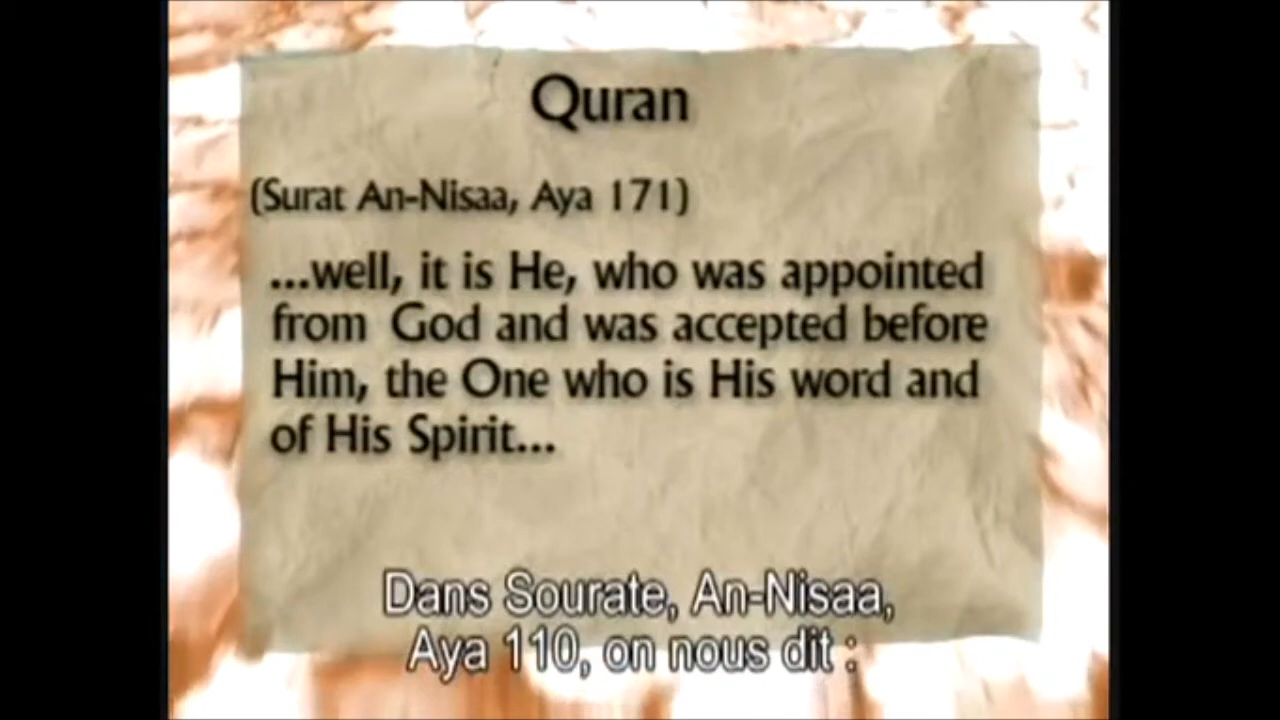 Quran
(Surat An-Nisaa, Aya 171)
...well, it is He, who was appointed
from God and was accepted before
Him, the One who is His word and
of His Spirit...
Dans Sourate, An-Nisaa,
Aya 110, on nous dit :